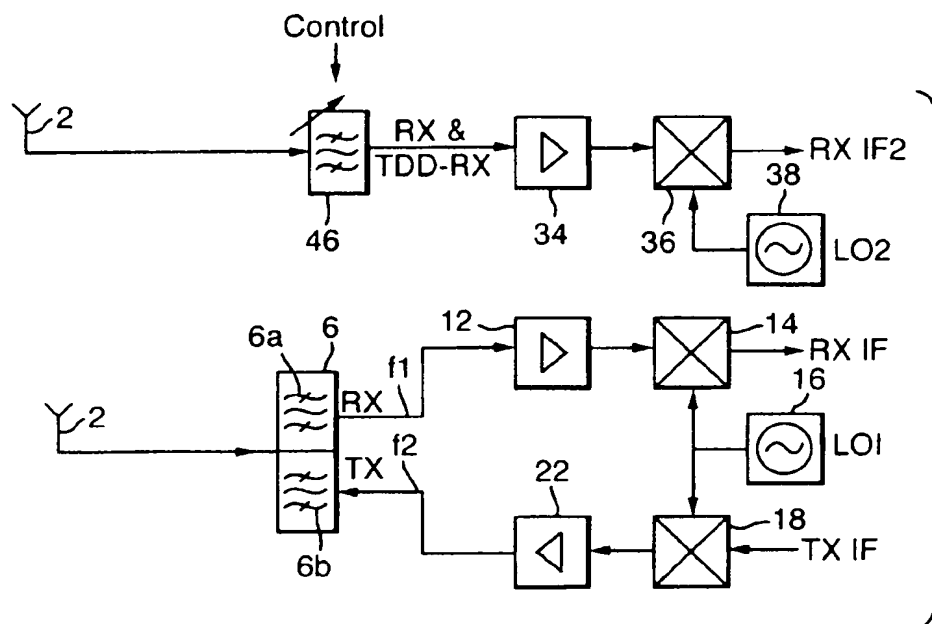 Control
2
RX &
TDD-RX
RX IF2
46
34
36
38
LO2
6a
6
12
14
RX IF
RX
f1
16
2
LO1
TX
f2
22
18
TX IF
6b